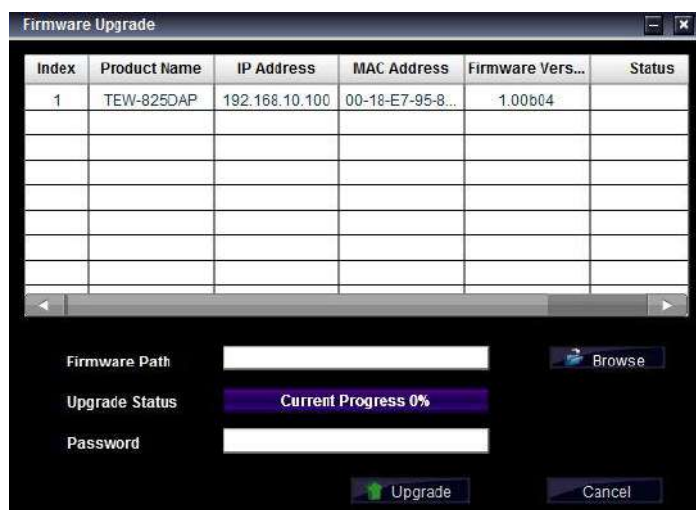 Firmware Upgrade
Index Product Name IP Address MAC Address Firmware Vers... Status
1 TEW-825DAP 192.168.10.100 00-18-E7-95-8... 1.00b04
Firmware Path Browse
Upgrade Status Current Progress 0%
Password
Upgrade Cancel